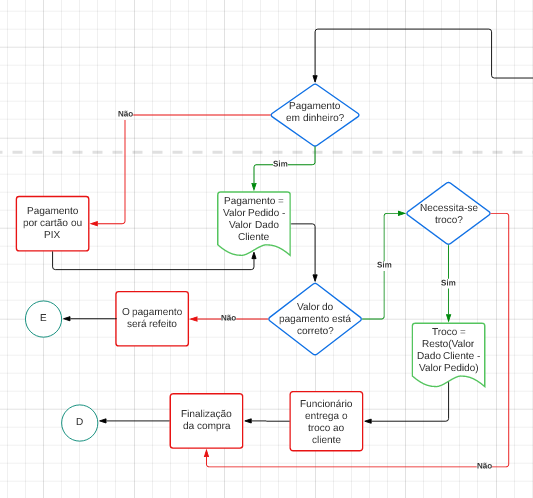 Não
Pagamento
em dinheiro?
Sim
Pagamento
por cartão ou
PIX
Pagamento =
Valor Pedido -
Valor Dado
Cliente
Necessita-se
troco?
Sim
Sim
E
O pagamento
será refeito
Não
Valor do
pagamento está
correto?
Troco =
Resto(Valor
Dado Cliente -
Valor Pedido)
D
Finalização
da compra
Funcionário
entrega o
troco ao
cliente
Não